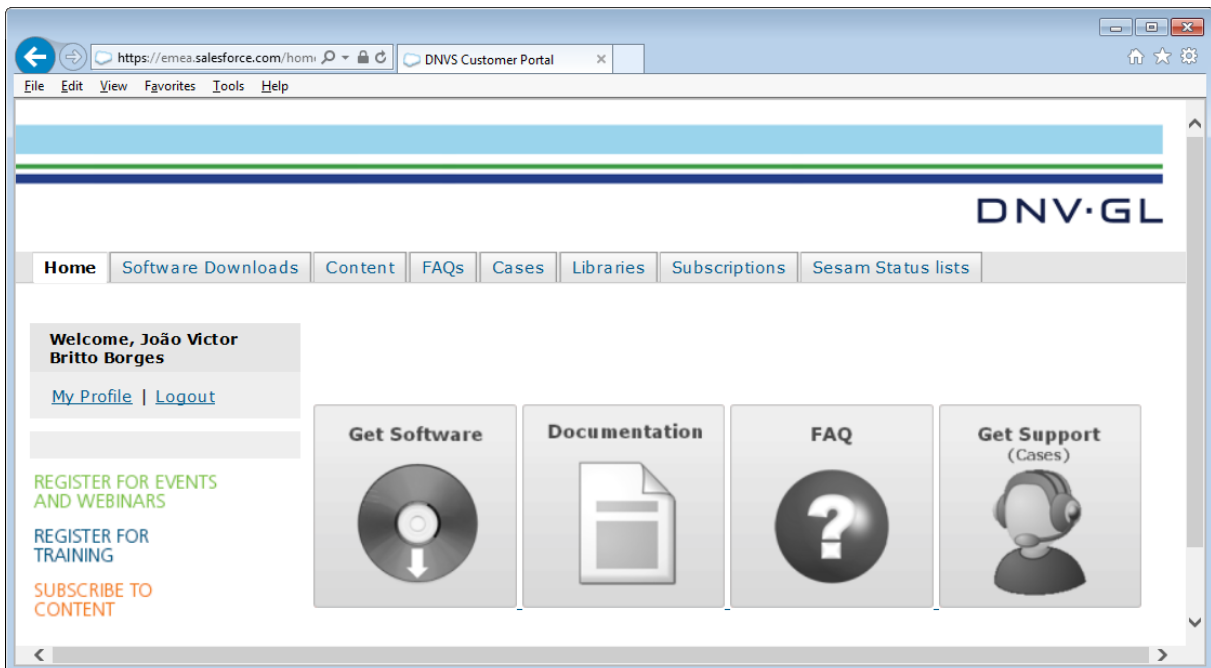 https://emea.salesforce.com/hom
DNVS Customer Portal
File Edit View Favorites Tools Help
DNV·GL
Home Software Downloads Content FAQs Cases Libraries Subscriptions Sesam Status lists
Welcome, João Victor
Britto Borges
My Profile | Logout
Get Software Documentation FAQ Get Support
(Cases)
REGISTER FOR EVENTS
AND WEBINARS
REGISTER FOR
TRAINING
SUBSCRIBE TO
CONTENT